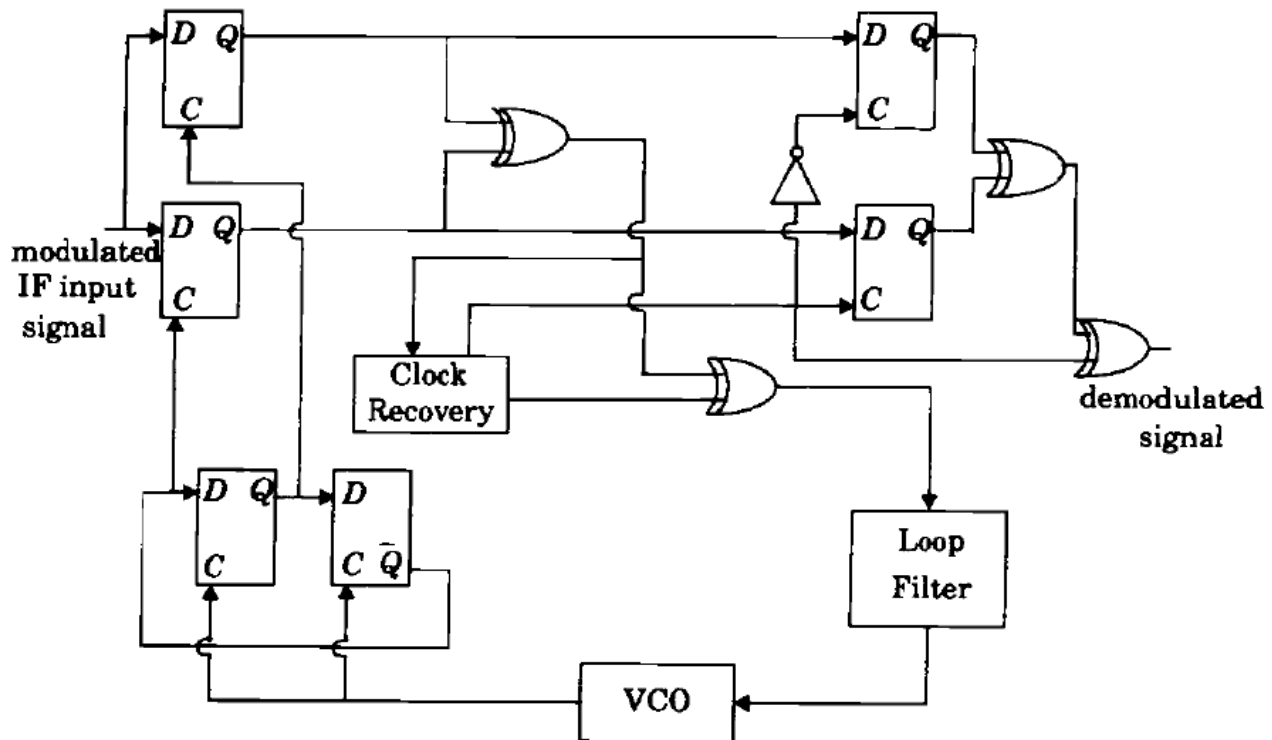 D Q
C
D Q
C
D Q
C
modulated
IF input
signal
D Q
C
Clock
Recovery
demodulated
signal
D Q
C
D
C Q̅
Loop
Filter
VCO